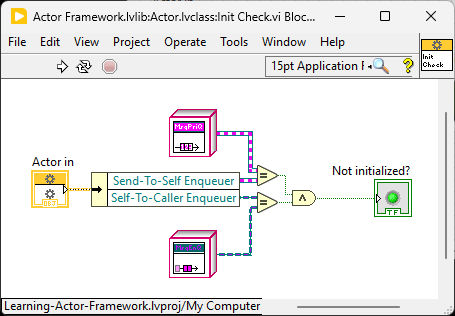 Actor Framework.lvlib:Actor.lvclass:Init Check.vi Bloc...
File Edit View Project Operate Tools Window
15pt Application F
Init
Check
Actor in
OBJ
Send-To-Self Enqueuer
Self-To-Caller Enqueuer
Not initialized?
TF
Learning-Actor-Framework.lvproj/My Computer